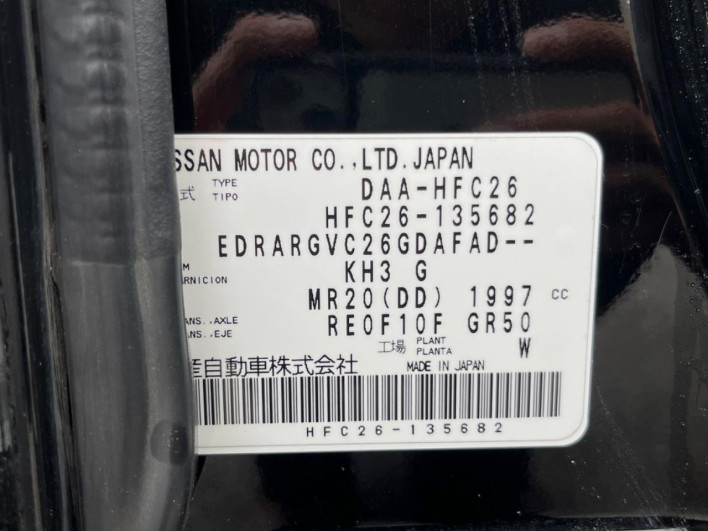 SSAN MOTOR CO.,LTD.JAPAN
式 TYPE TIPO DAA-HFC26
HFC26-135682
EDRARGVC26GDAFAD--
M RNICION KH3 G
MR20(DD) 1997 CC
ANS..AXLE ANS..EJE RE0F10F GR50
工場 PLANT PLANTA W
産自動車株式会社 MADE IN JAPAN
HFC26-135682